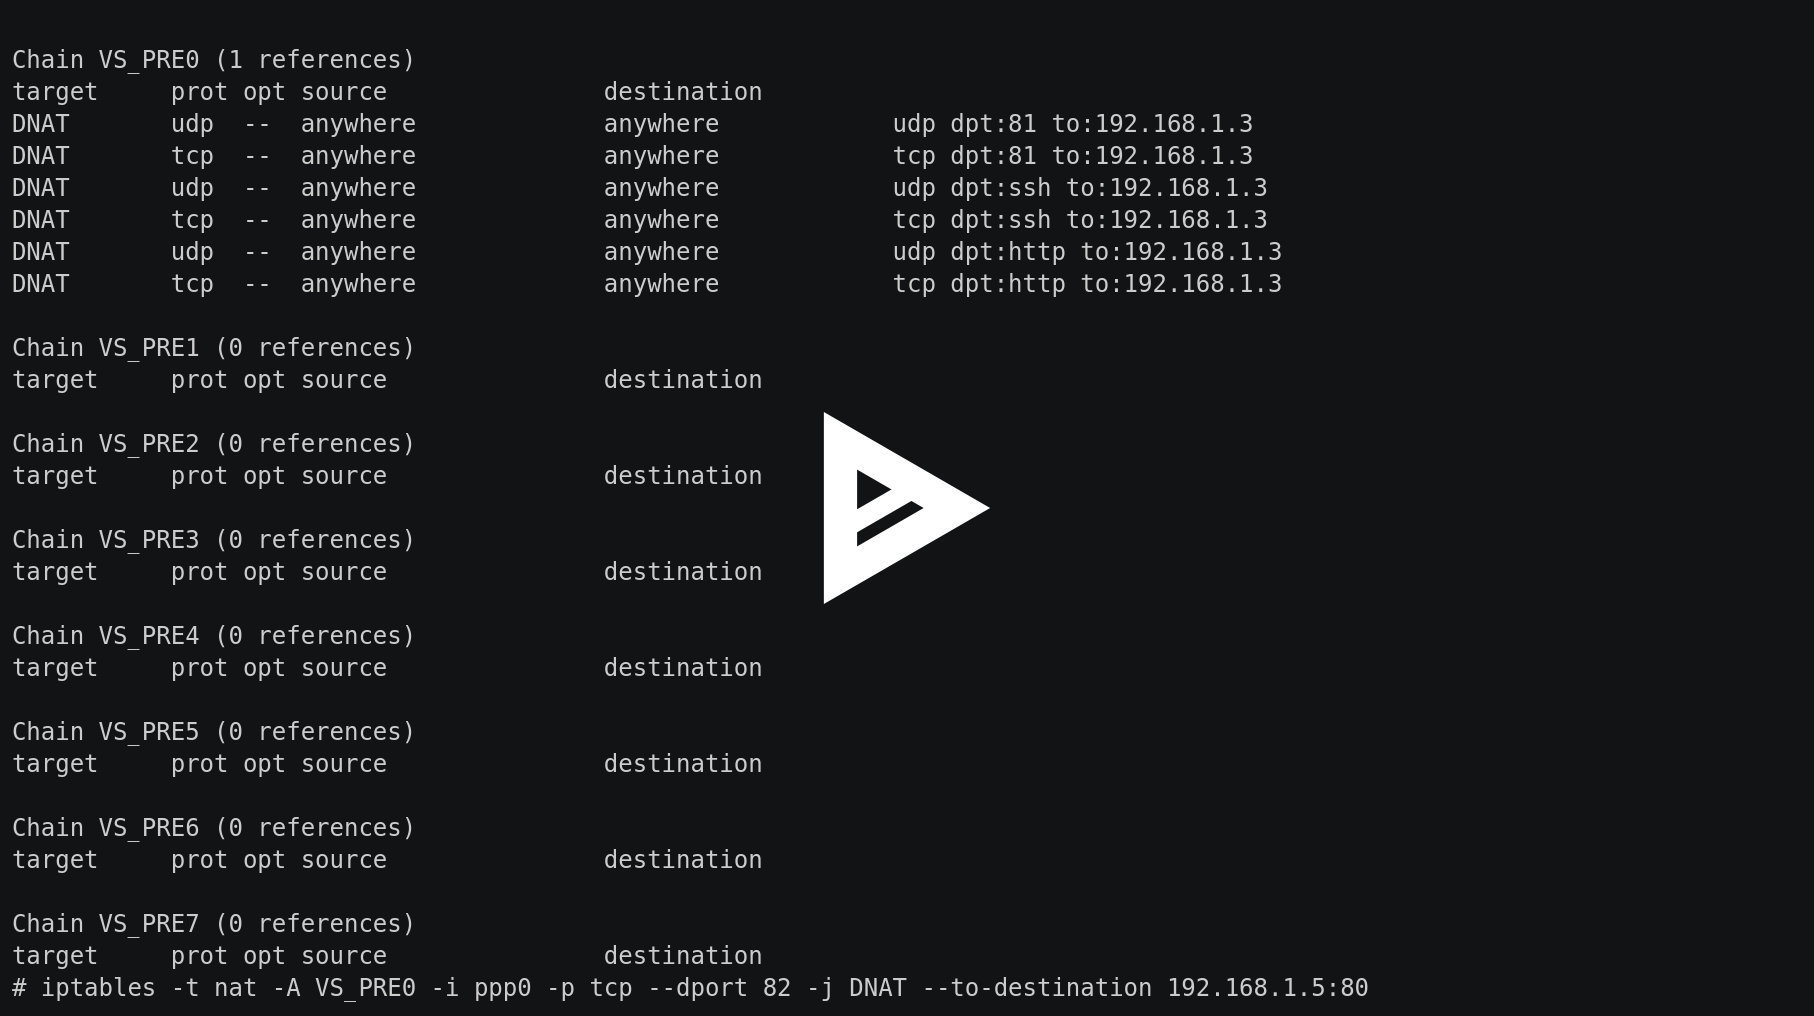 Chain VS_PRE0 (1 references)
target     prot opt source               destination
DNAT       udp  --  anywhere             anywhere            udp dpt:81 to:192.168.1.3
DNAT       tcp  --  anywhere             anywhere            tcp dpt:81 to:192.168.1.3
DNAT       udp  --  anywhere             anywhere            udp dpt:ssh to:192.168.1.3
DNAT       tcp  --  anywhere             anywhere            tcp dpt:ssh to:192.168.1.3
DNAT       udp  --  anywhere             anywhere            udp dpt:http to:192.168.1.3
DNAT       tcp  --  anywhere             anywhere            tcp dpt:http to:192.168.1.3

Chain VS_PRE1 (0 references)
target     prot opt source               destination

Chain VS_PRE2 (0 references)
target     prot opt source               destination

Chain VS_PRE3 (0 references)
target     prot opt source               destination

Chain VS_PRE4 (0 references)
target     prot opt source               destination

Chain VS_PRE5 (0 references)
target     prot opt source               destination

Chain VS_PRE6 (0 references)
target     prot opt source               destination

Chain VS_PRE7 (0 references)
target     prot opt source               destination
# iptables -t nat -A VS_PRE0 -i ppp0 -p tcp --dport 82 -j DNAT --to-destination 192.168.1.5:80